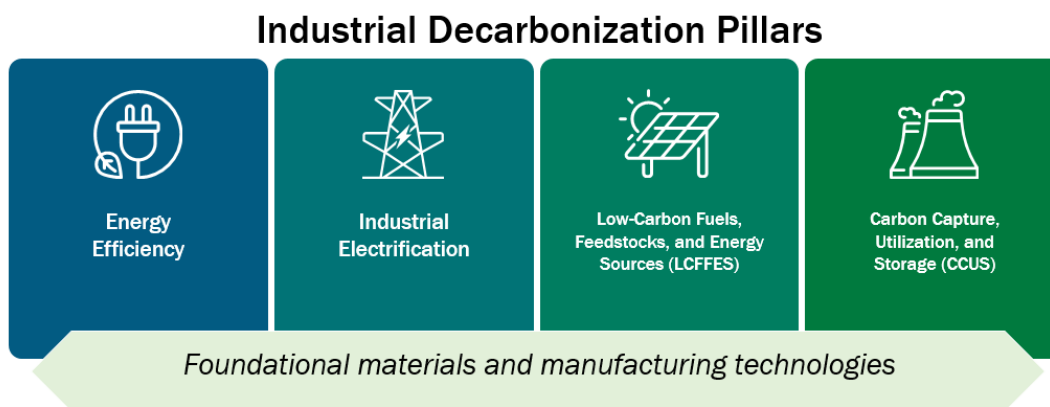 Industrial Decarbonization Pillars
Energy
Efficiency
Industrial
Electrification
Low-Carbon Fuels,
Feedstocks, and Energy
Sources (LCFFES)
Carbon Capture,
Utilization, and
Storage (CCUS)
Foundational materials and manufacturing technologies